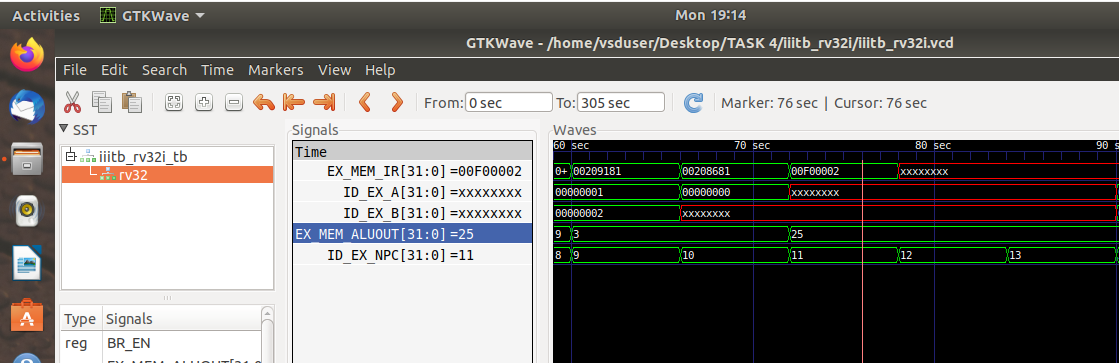 Activities GTKWave Mon 19:14
GTKWave - /home/vsduser/Desktop/TASK 4/iiitb_rv32i/iiitb_rv32i.vcd
File Edit Search Time Markers View Help
From: 0 sec To: 305 sec Marker: 76 sec | Cursor: 76 sec
SST
iiitb_rv32i_tb
rv32
Type Signals
reg BR_EN
Signals
Time
EX_MEM_IR[31:0] =00F00002
ID_EX_A[31:0] =xxxxxxxx
ID_EX_B[31:0] =xxxxxxxx
EX_MEM_ALUOUT[31:0] =25
ID_EX_NPC[31:0] =11
Waves
60 sec 70 sec 80 sec 90
0+ 00209181 00208681 00F00002 xxxxxxxx
00000001 00000000 xxxxxxxx
00000002 xxxxxxxx
9 3 25
8 9 10 11 12 13